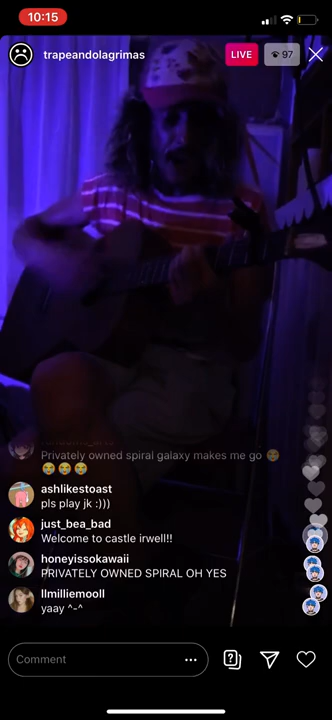 10:15
trapeandolagrimas
LIVE
97
Privately owned spiral galaxy makes me go 😊
😭😭😭
ashlikestoast
pls play jk :)))
just_bea_bad
Welcome to castle irwell!!
honeyissokawaii
PRIVATELY OWNED SPIRAL OH YES
llmilliemooll
yaay ^-^
Comment